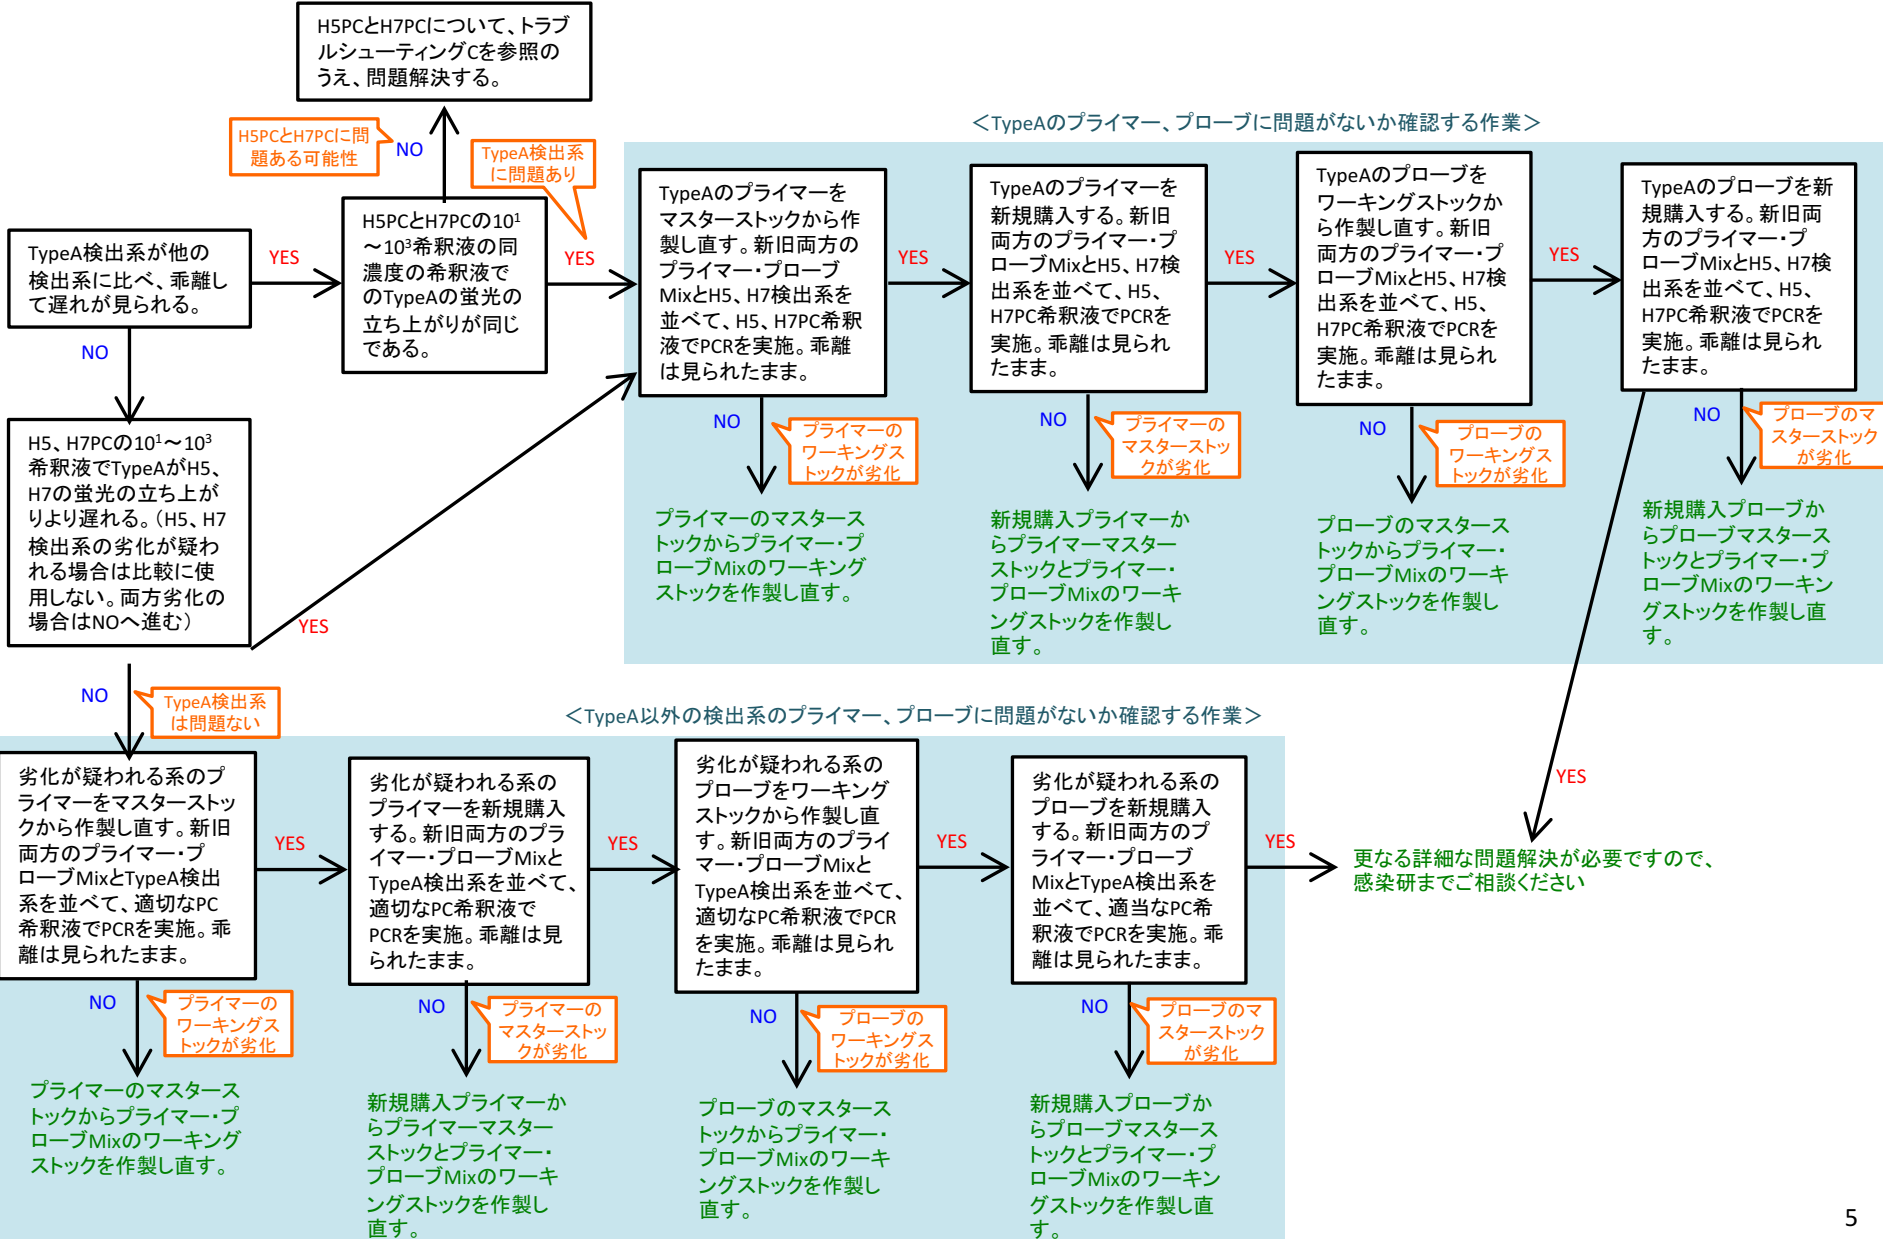 H5PCとH7PCについて、トラブ
ルシューティングCを参照の
うえ、問題解決する。
H5PCとH7PCに問
題ある可能性
NO
TypeA検出系
に問題あり
TypeA検出系が他の
検出系に比べ、乖離し
て遅れが見られる。
YES
H5PCとH7PCの10¹
～10³希釈液の同
濃度の希釈液で
のTypeAの蛍光の
立ち上がりが同じ
である。
YES
NO
H5、H7PCの10¹～10³
希釈液でTypeAがH5、
H7の蛍光の立ち上が
りより遅れる。（H5、H7
検出系の劣化が疑わ
れる場合は比較に使
用しない。両方劣化の
場合はNOへ進む）
YES
NO
TypeA検出系
は問題ない
＜TypeAのプライマー、プローブに問題がないか確認する作業＞
TypeAのプライマーを
マスターストックから作
製し直す。新旧両方の
プライマー・プローブ
MixとH5、H7検出系を
並べて、H5、H7PC希釈
液でPCRを実施。乖離
は見られたまま。
YES
NO
プライマーの
ワーキングス
トックが劣化
プライマーのマスタース
トックからプライマー・プ
ローブMixのワーキング
ストックを作製し直す。
TypeAのプライマーを
新規購入する。新旧
両方のプライマー・プ
ローブMixとH5、H7検
出系を並べて、H5、
H7PC希釈液でPCRを
実施。乖離は見られ
たまま。
YES
NO
プライマーの
マスターストッ
クが劣化
新規購入プライマーか
らプライマーマスター
ストックとプライマー・
プローブMixのワーキ
ングストックを作製し
直す。
TypeAのプローブを
ワーキングストックか
ら作製し直す。新旧
両方のプライマー・プ
ローブMixとH5、H7検
出系を並べて、H5、
H7PC希釈液でPCRを
実施。乖離は見られ
たまま。
YES
NO
プローブの
ワーキングス
トックが劣化
プローブのマスタース
トックからプライマー・
プローブMixのワーキ
ングストックを作製し
直す。
TypeAのプローブを新
規購入する。新旧両
方のプライマー・プ
ローブMixとH5、H7検
出系を並べて、H5、
H7PC希釈液でPCRを
実施。乖離は見られ
たまま。
NO
プローブのマ
スターストック
が劣化
新規購入プローブか
らプローブマスタース
トックとプライマー・プ
ローブMixのワーキン
グストックを作製し直
す。
YES
＜TypeA以外の検出系のプライマー、プローブに問題がないか確認する作業＞
劣化が疑われる系のプ
ライマーをマスターストッ
クから作製し直す。新旧
両方のプライマー・プ
ローブMixとTypeA検出
系を並べて、適切なPC
希釈液でPCRを実施。乖
離は見られたまま。
YES
NO
プライマーの
ワーキングス
トックが劣化
プライマーのマスタース
トックからプライマー・プ
ローブMixのワーキング
ストックを作製し直す。
劣化が疑われる系の
プライマーを新規購入
する。新旧両方のプラ
イマー・プローブMixと
TypeA検出系を並べて、
適切なPC希釈液で
PCRを実施。乖離は見
られたまま。
YES
NO
プライマーの
マスターストッ
クが劣化
新規購入プライマーか
らプライマーマスター
ストックとプライマー・
プローブMixのワーキ
ングストックを作製し
直す。
劣化が疑われる系の
プローブをワーキング
ストックから作製し直
す。新旧両方のプライ
マー・プローブMixと
TypeA検出系を並べて、
適切なPC希釈液でPCR
を実施。乖離は見られ
たまま。
YES
NO
プローブの
ワーキングス
トックが劣化
プローブのマスタース
トックからプライマー・
プローブMixのワーキ
ングストックを作製し
直す。
劣化が疑われる系の
プローブを新規購入
する。新旧両方のプ
ライマー・プローブ
MixとTypeA検出系を
並べて、適当なPC希
釈液でPCRを実施。乖
離は見られたまま。
YES
NO
プローブのマ
スターストック
が劣化
新規購入プローブか
らプローブマスタース
トックとプライマー・プ
ローブMixのワーキン
グストックを作製し直
す。
更なる詳細な問題解決が必要ですので、
感染研までご相談ください
5